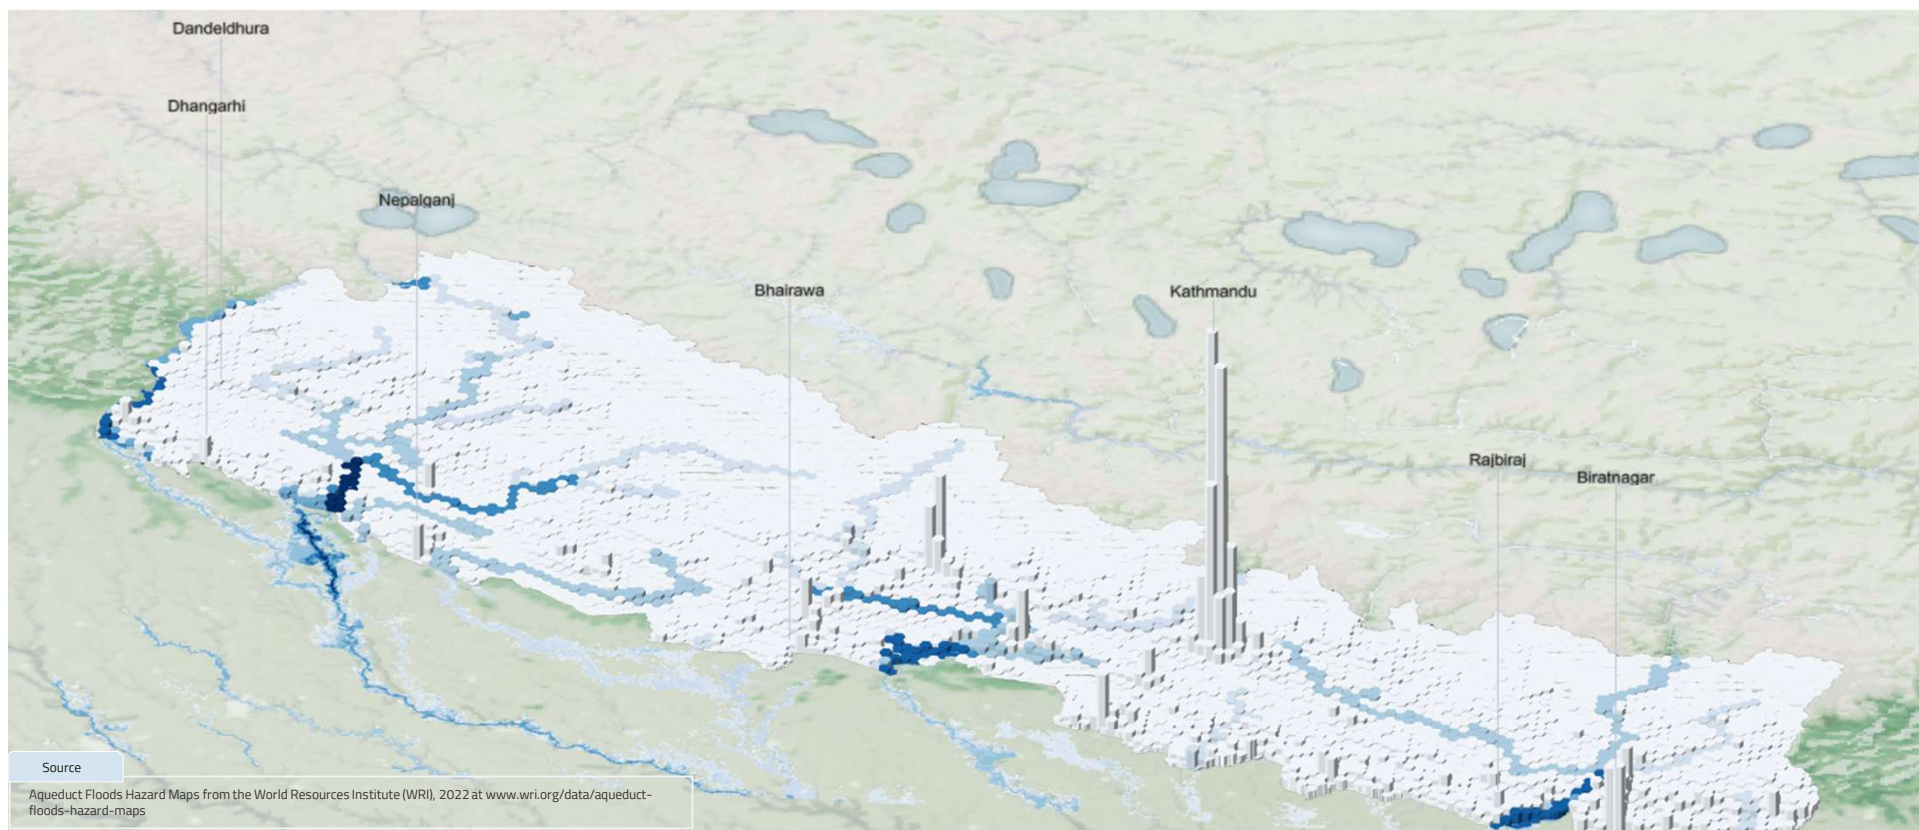 Dandeldhura
Dhangarhi
Nepalganj
Bhairawa
Kathmandu
Rajbiraj
Biratnagar
Source
Aqueduct Floods Hazard Maps from the World Resources Institute (WRI), 2022 at www.wri.org/data/aqueduct-
floods-hazard-maps